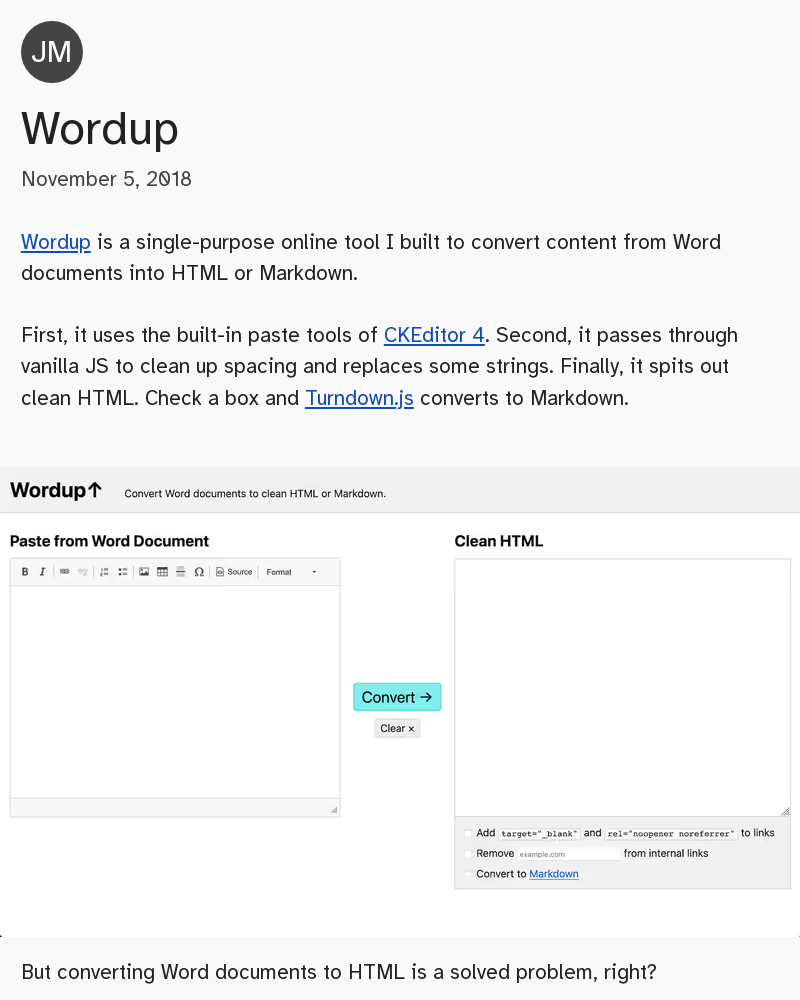 JM
Wordup
November 5, 2018
Wordup is a single-purpose online tool I built to convert content from Word
documents into HTML or Markdown.
First, it uses the built-in paste tools of CKEditor 4. Second, it passes through
vanilla JS to clean up spacing and replaces some strings. Finally, it spits out
clean HTML. Check a box and Turndown.js converts to Markdown.
Wordup↑ Convert Word documents to clean HTML or Markdown.
Paste from Word Document
B I Ω Source Format
Convert →
Clear ×
Clean HTML
Add target="_blank" and rel="noopener noreferrer" to links
Remove example.com from internal links
Convert to Markdown
But converting Word documents to HTML is a solved problem, right?